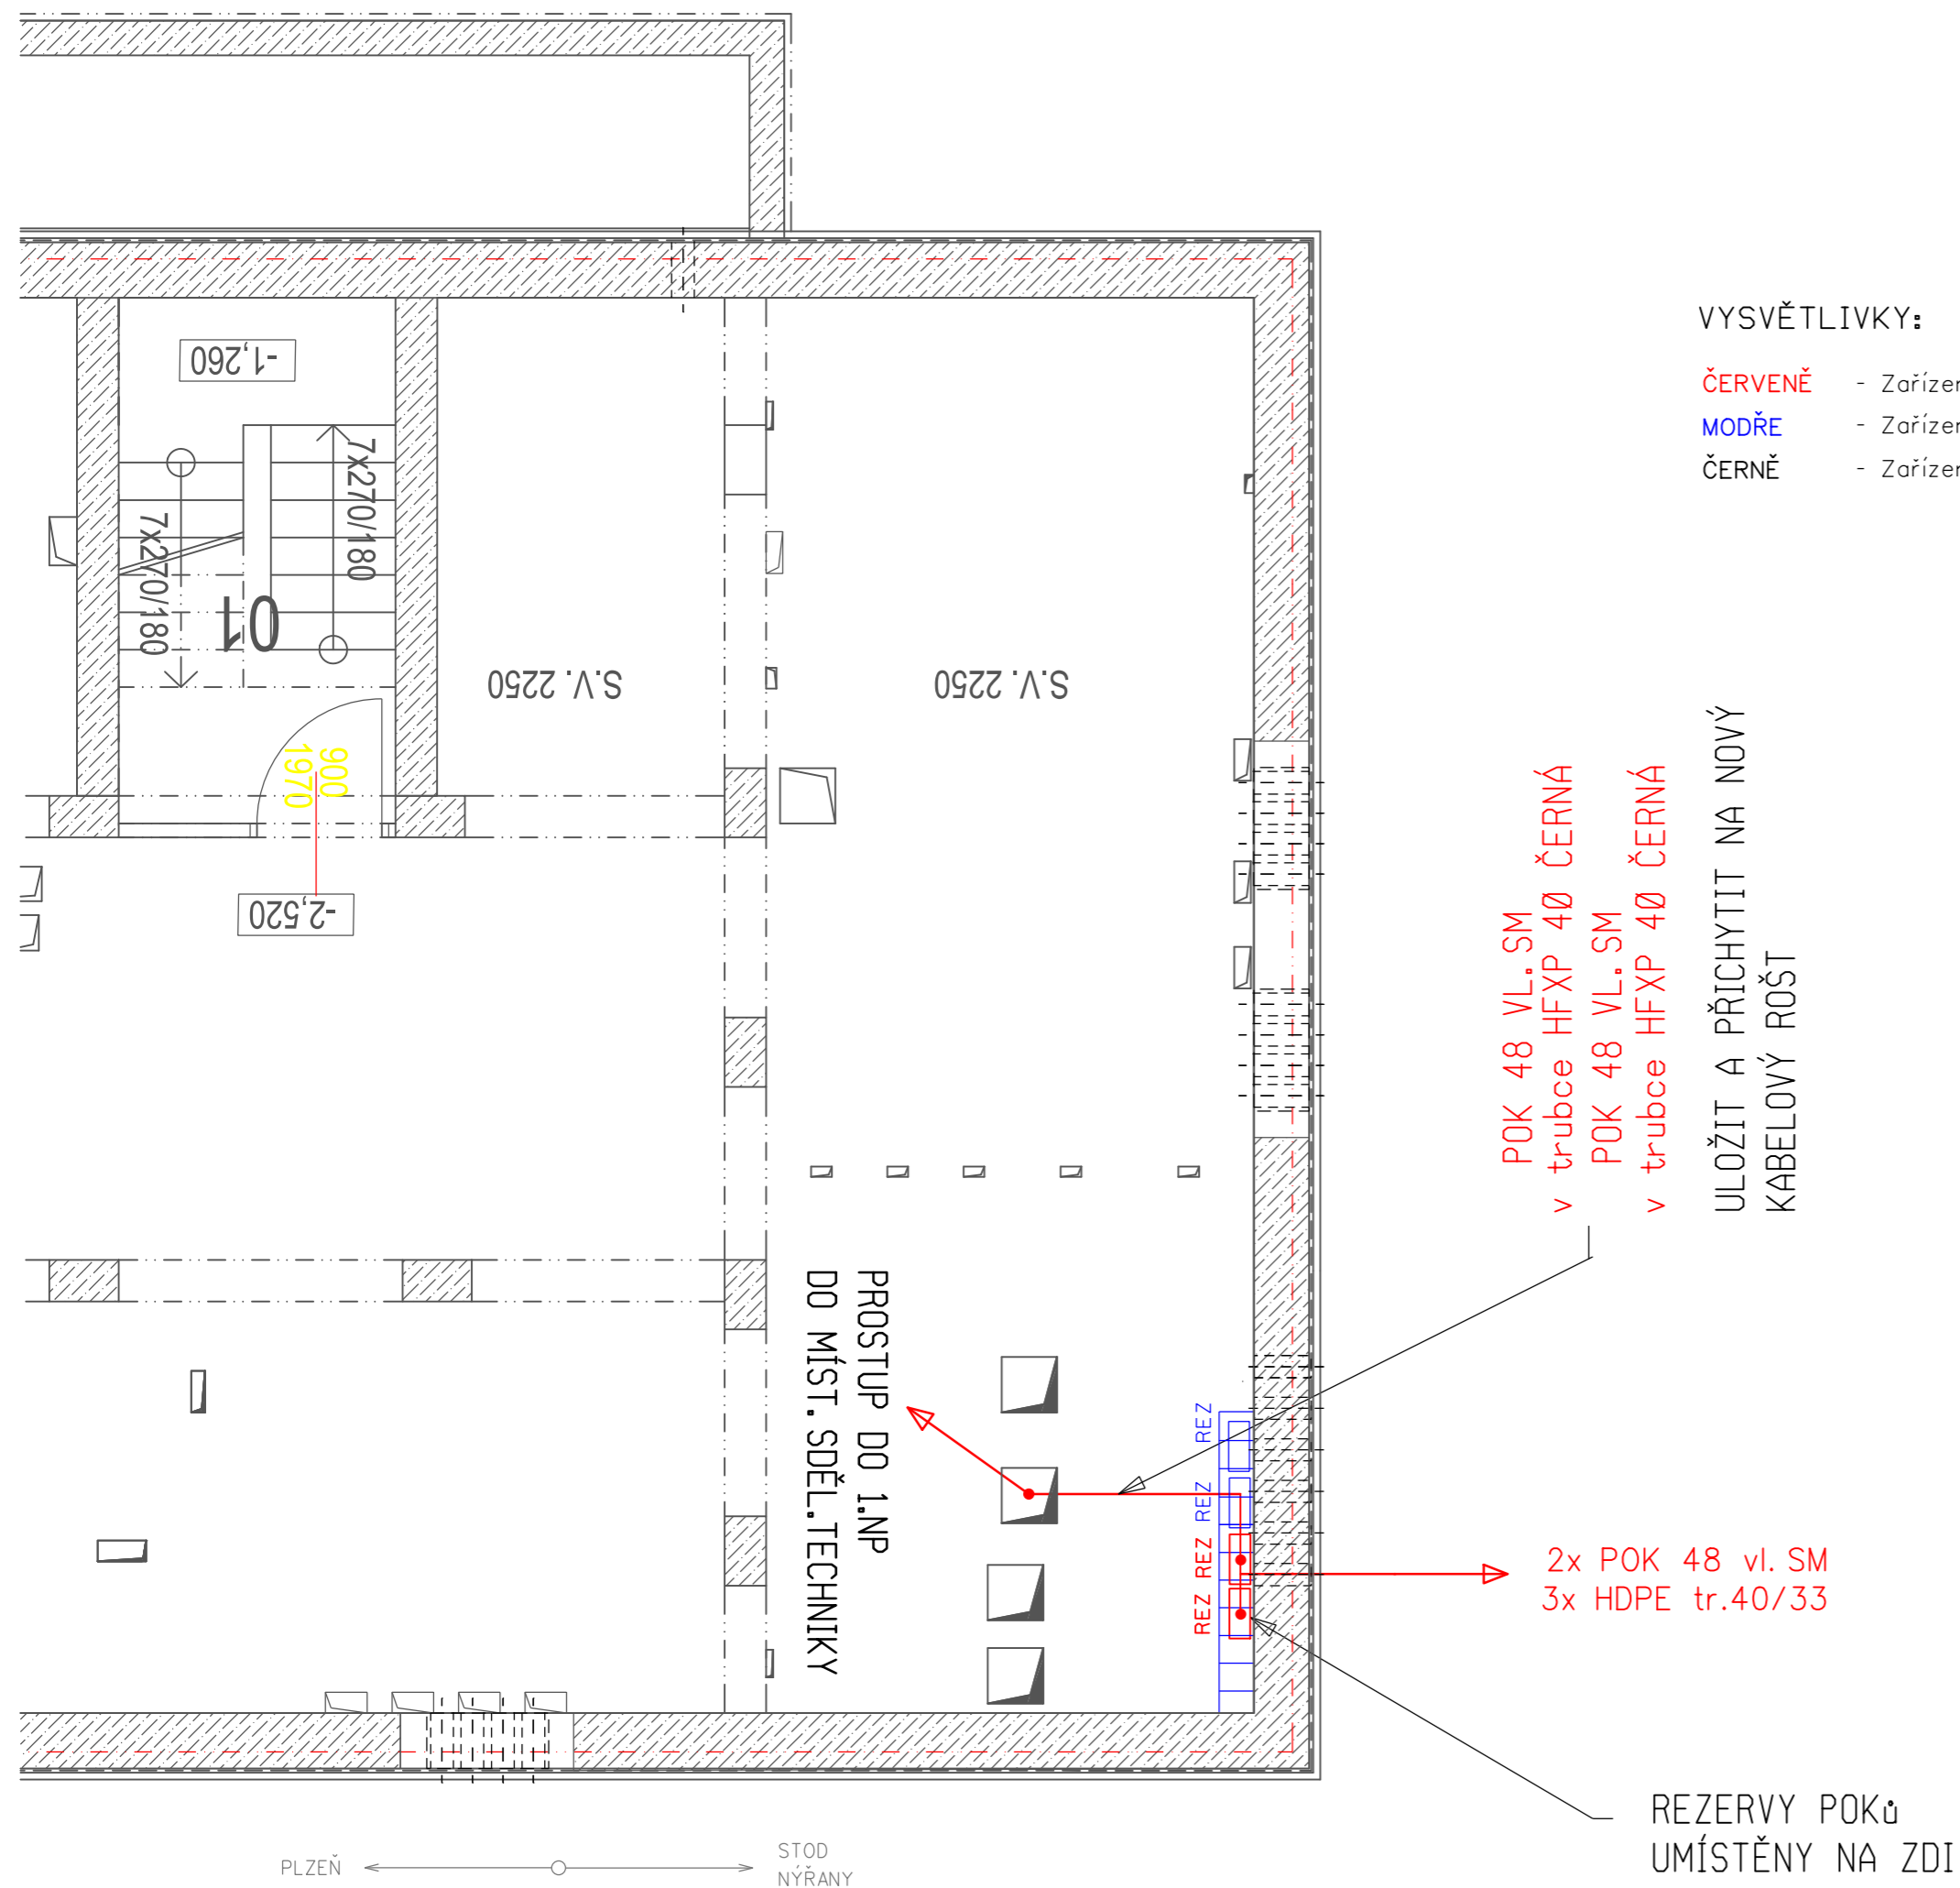 VYSVĚTLIVKY:
ČERVENĚ - Zařízen
MODŘE - Zařízen
ČERNĚ - Zařízen
-1,260
7x270/180
7x270/180
01
S.V. 2250
S.V. 2250
900
1970
-2,520
POK 48 VL.SM
v trubce HFXP 40 ČERNÁ
POK 48 VL.SM
v trubce HFXP 40 ČERNÁ
ULOŽIT A PŘICHYTIT NA NOVÝ
KABELOVÝ ROŠT
PROSTUP DO 1.NP
DO MÍST.SDĚL.TECHNIKY
REZ
REZ
REZ
REZ
2x POK 48 vl. SM
3x HDPE tr.40/33
REZERVY POKů
UMÍSTĚNY NA ZDI
PLZEŇ
STOD
NÝŘANY